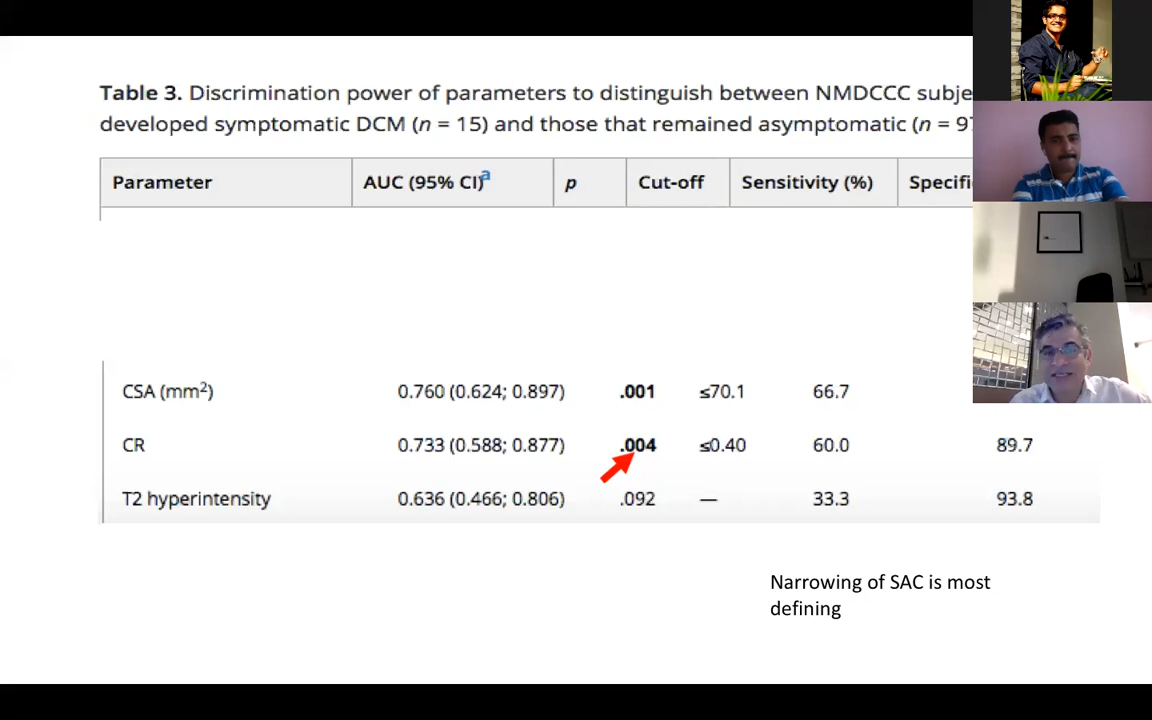 Table 3. Discrimination power of parameters to distinguish between NMDCCC subje
developed symptomatic DCM (n = 15) and those that remained asymptomatic (n = 97
Parameter AUC (95% CI)a p Cut-off Sensitivity (%) Specifi
CSA (mm²) 0.760 (0.624; 0.897) .001 ≤70.1 66.7
CR 0.733 (0.588; 0.877) .004 ≤0.40 60.0 89.7
T2 hyperintensity 0.636 (0.466; 0.806) .092 — 33.3 93.8
Narrowing of SAC is most
defining